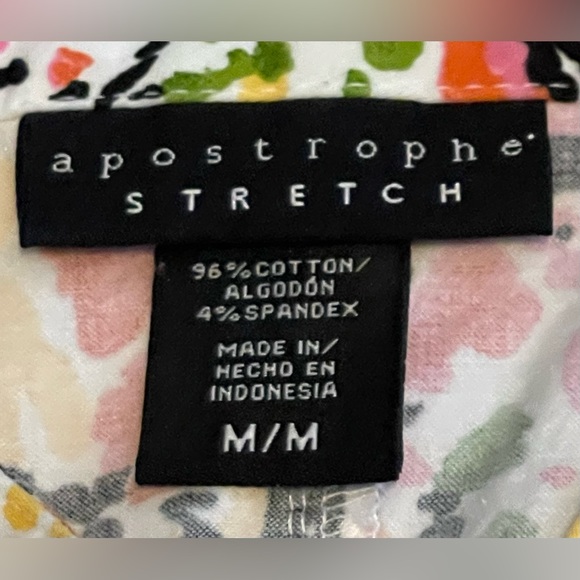 apostrophe
STRETCH
96%COTTON/
ALGODÓN
4%SPANDEX
MADE IN/
HECHO EN
INDONESIA
M/M